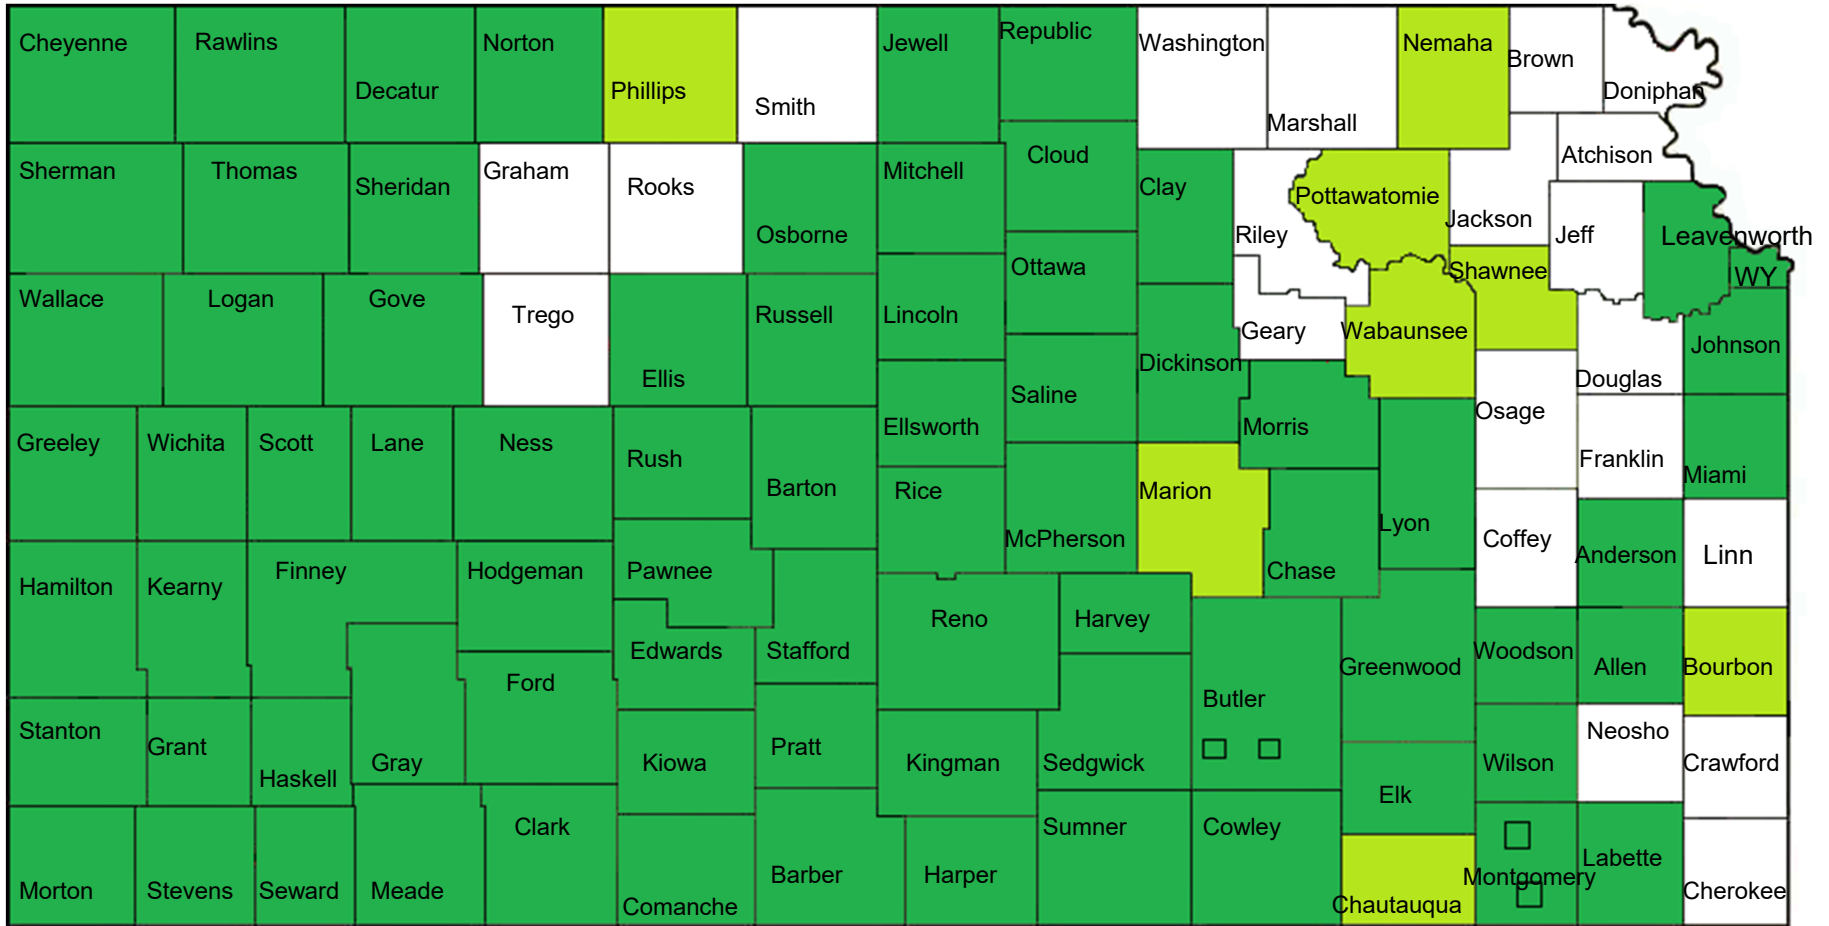 Cheyenne
Rawlins
Decatur
Norton
Phillips
Smith
Jewell
Republic
Washington
Marshall
Nemaha
Brown
Doniphan
Sherman
Thomas
Sheridan
Graham
Rooks
Osborne
Mitchell
Cloud
Clay
Riley
Pottawatomie
Jackson
Atchison
Jeff
Leavenworth
WY
Wallace
Logan
Gove
Trego
Ellis
Russell
Lincoln
Ottawa
Saline
Dickinson
Geary
Wabaunsee
Shawnee
Douglas
Johnson
Greeley
Wichita
Scott
Lane
Ness
Rush
Barton
Ellsworth
Rice
McPherson
Marion
Morris
Chase
Lyon
Osage
Franklin
Miami
Coffey
Anderson
Linn
Hamilton
Kearny
Finney
Hodgeman
Pawnee
Edwards
Stafford
Reno
Harvey
Butler
Greenwood
Woodson
Allen
Bourbon
Stanton
Grant
Haskell
Gray
Ford
Kiowa
Pratt
Kingman
Sedgwick
Elk
Wilson
Neosho
Crawford
Morton
Stevens
Seward
Meade
Clark
Comanche
Barber
Harper
Sumner
Cowley
Chautauqua
Montgomery
Labette
Cherokee